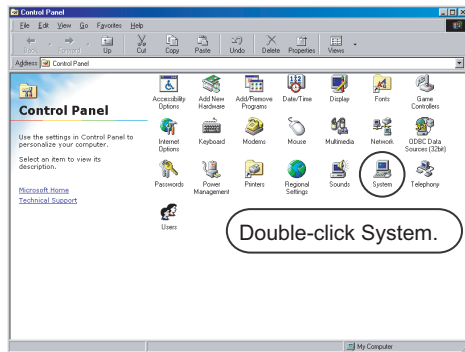 Control Panel
File Edit View Go Favorites Help
Back Forward Up Cut Copy Paste Undo Delete Properties Views
Address Control Panel
Control Panel
Use the settings in Control Panel to
personalize your computer.
Select an item to view its
description.
Microsoft Home
Technical Support
Accessibility Options
Add New Hardware
Add/Remove Programs
Date/Time
Display
Fonts
Game Controllers
Internet Options
Keyboard
Modems
Mouse
Multimedia
Network
ODBC Data Sources (32bit)
Passwords
Power Management
Printers
Regional Settings
Sounds
System
Telephony
Users
Double-click System.
My Computer